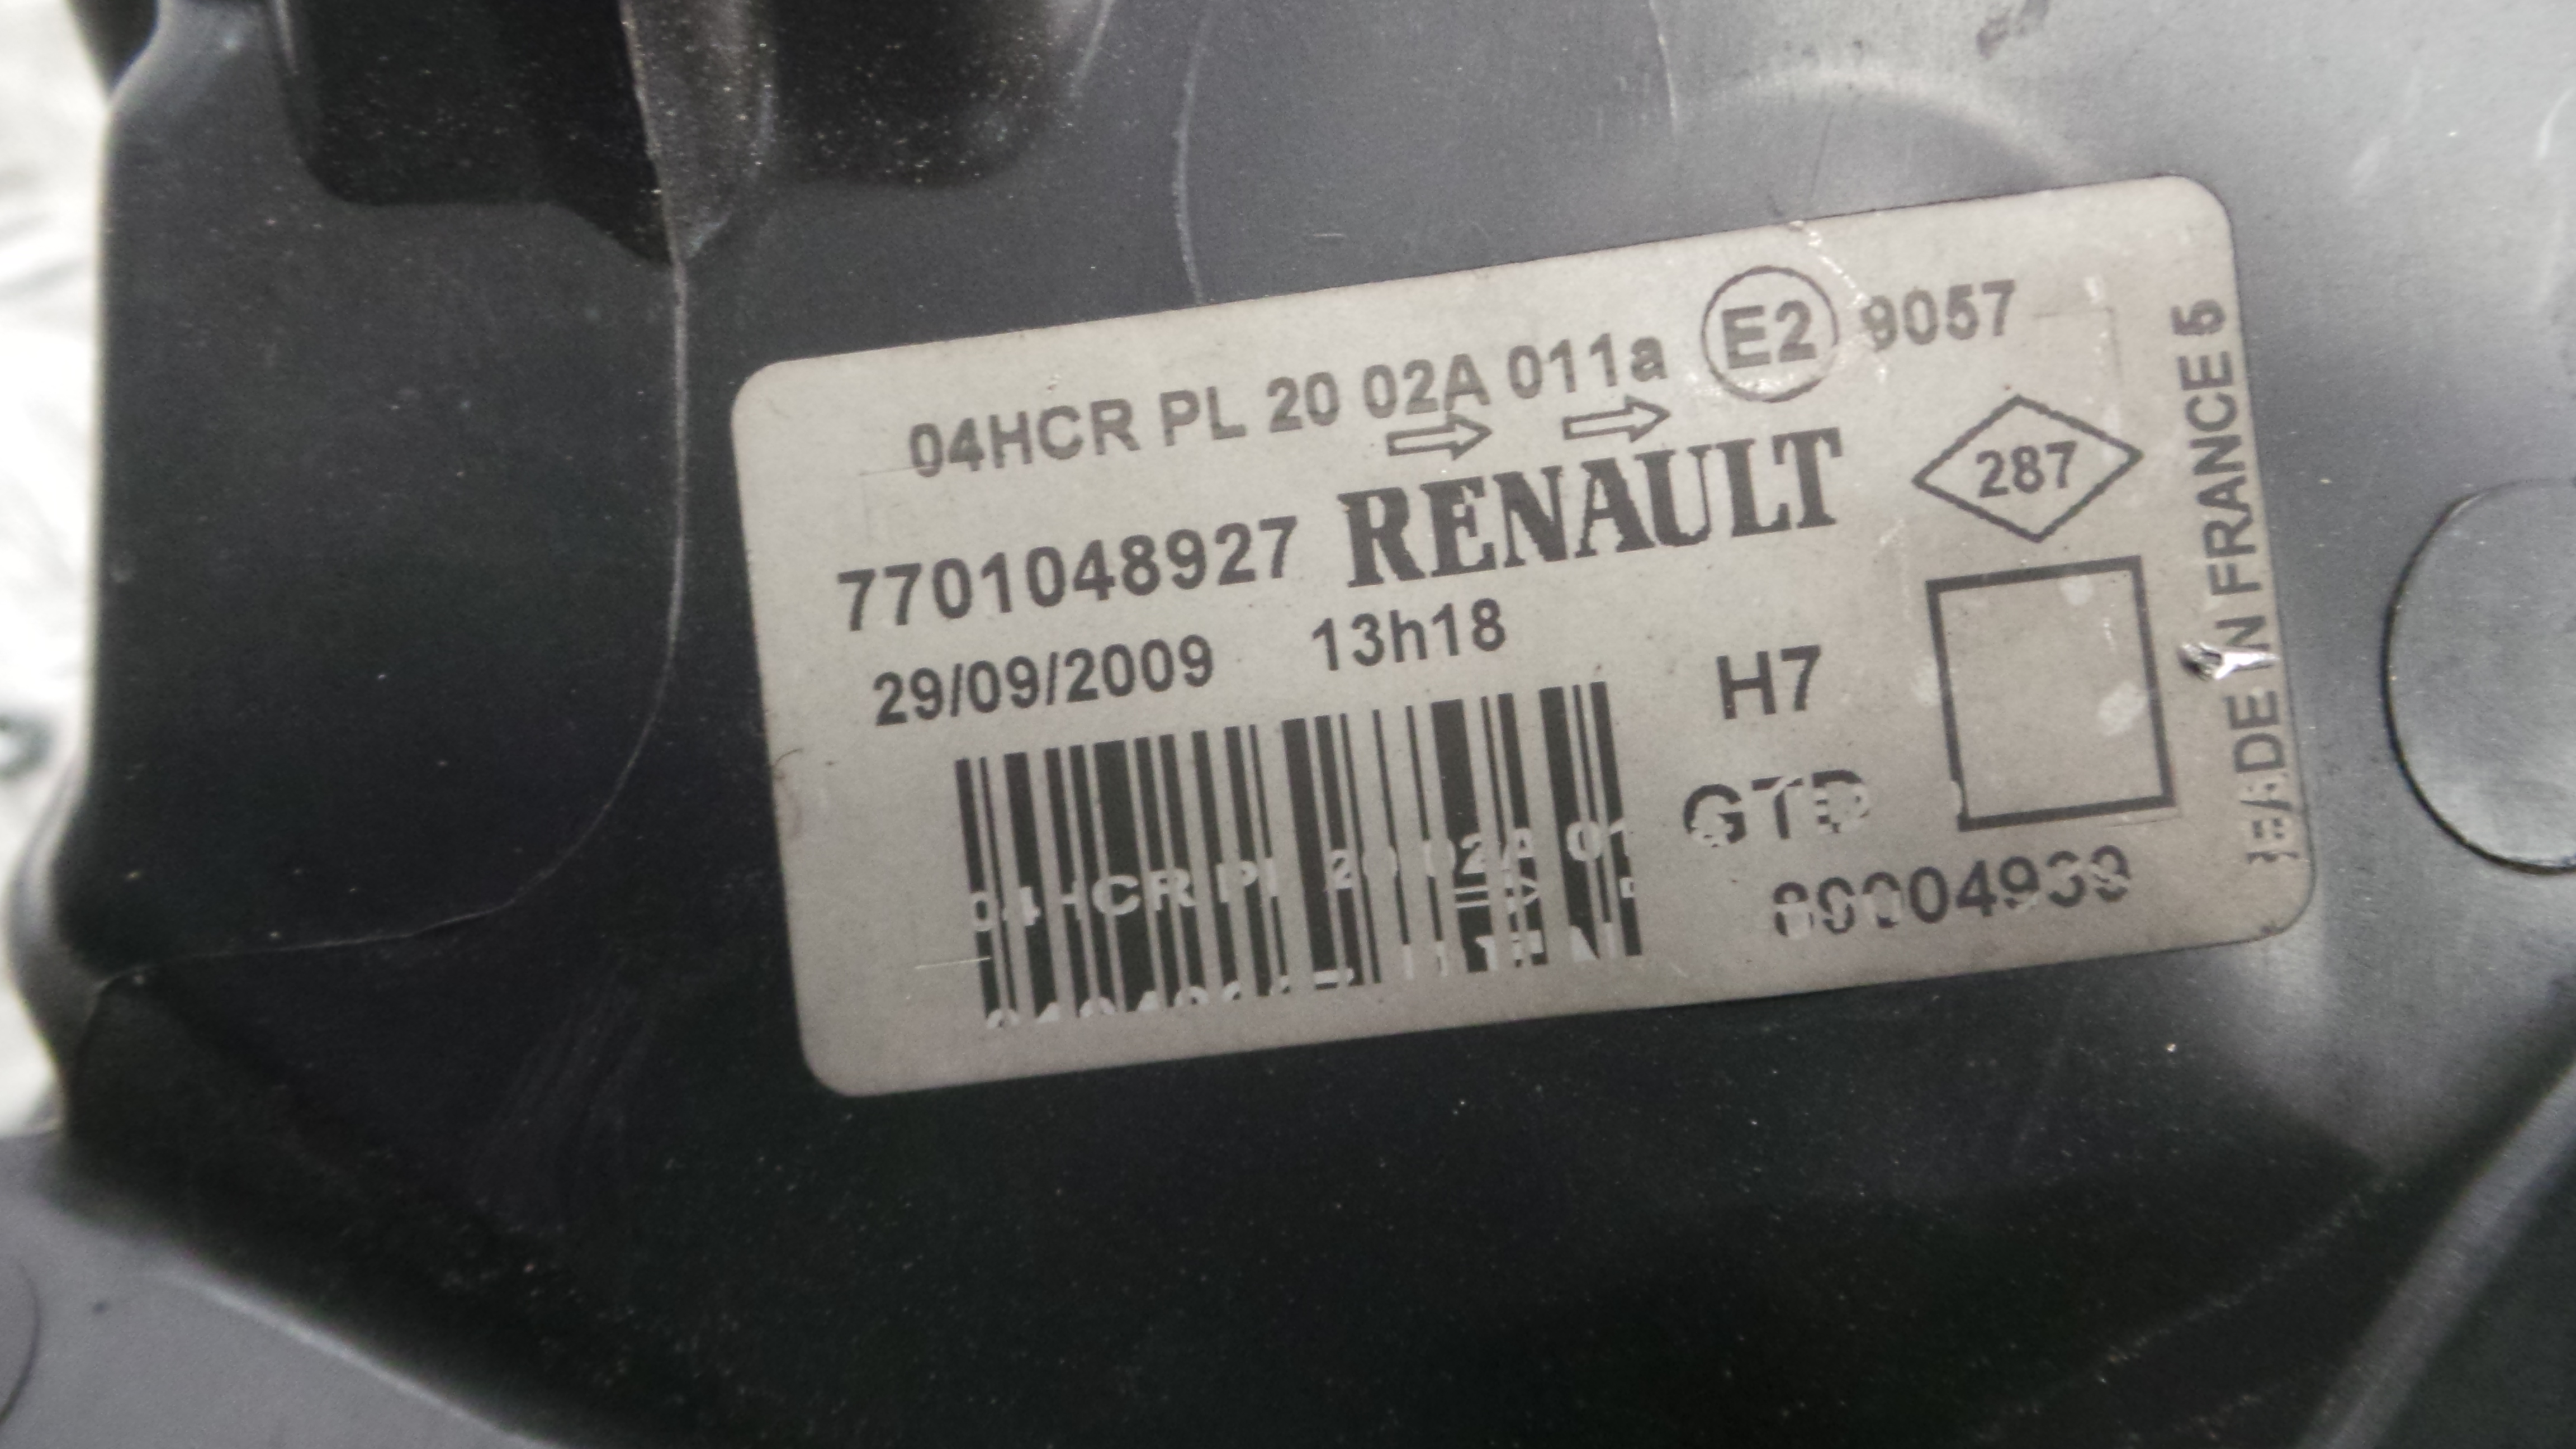 04HCR PL 20 02A 011a E2 9057
7701048927 RENAULT 287
29/09/2009 13h18
H7
MADE IN FRANCE 5